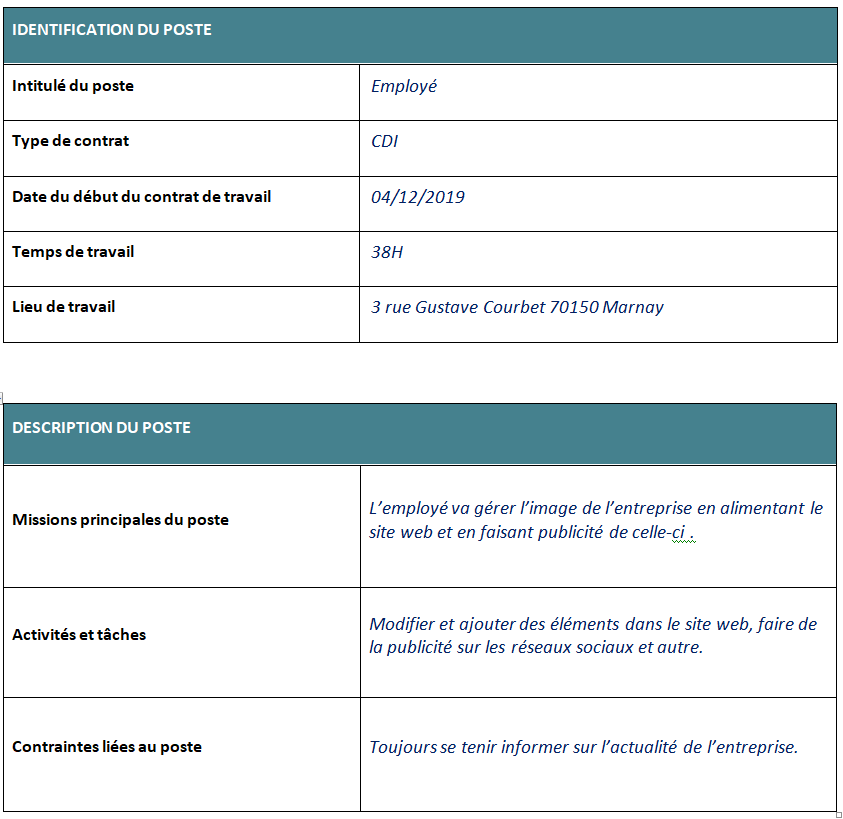 IDENTIFICATION DU POSTE
Intitulé du poste
Employé
Type de contrat
CDI
Date du début du contrat de travail
04/12/2019
Temps de travail
38H
Lieu de travail
3 rue Gustave Courbet 70150 Marnay
DESCRIPTION DU POSTE
Missions principales du poste
L’employé va gérer l’image de l’entreprise en alimentant le
site web et en faisant publicité de celle-ci .
Activités et tâches
Modifier et ajouter des éléments dans le site web, faire de
la publicité sur les réseaux sociaux et autre.
Contraintes liées au poste
Toujours se tenir informer sur l’actualité de l’entreprise.